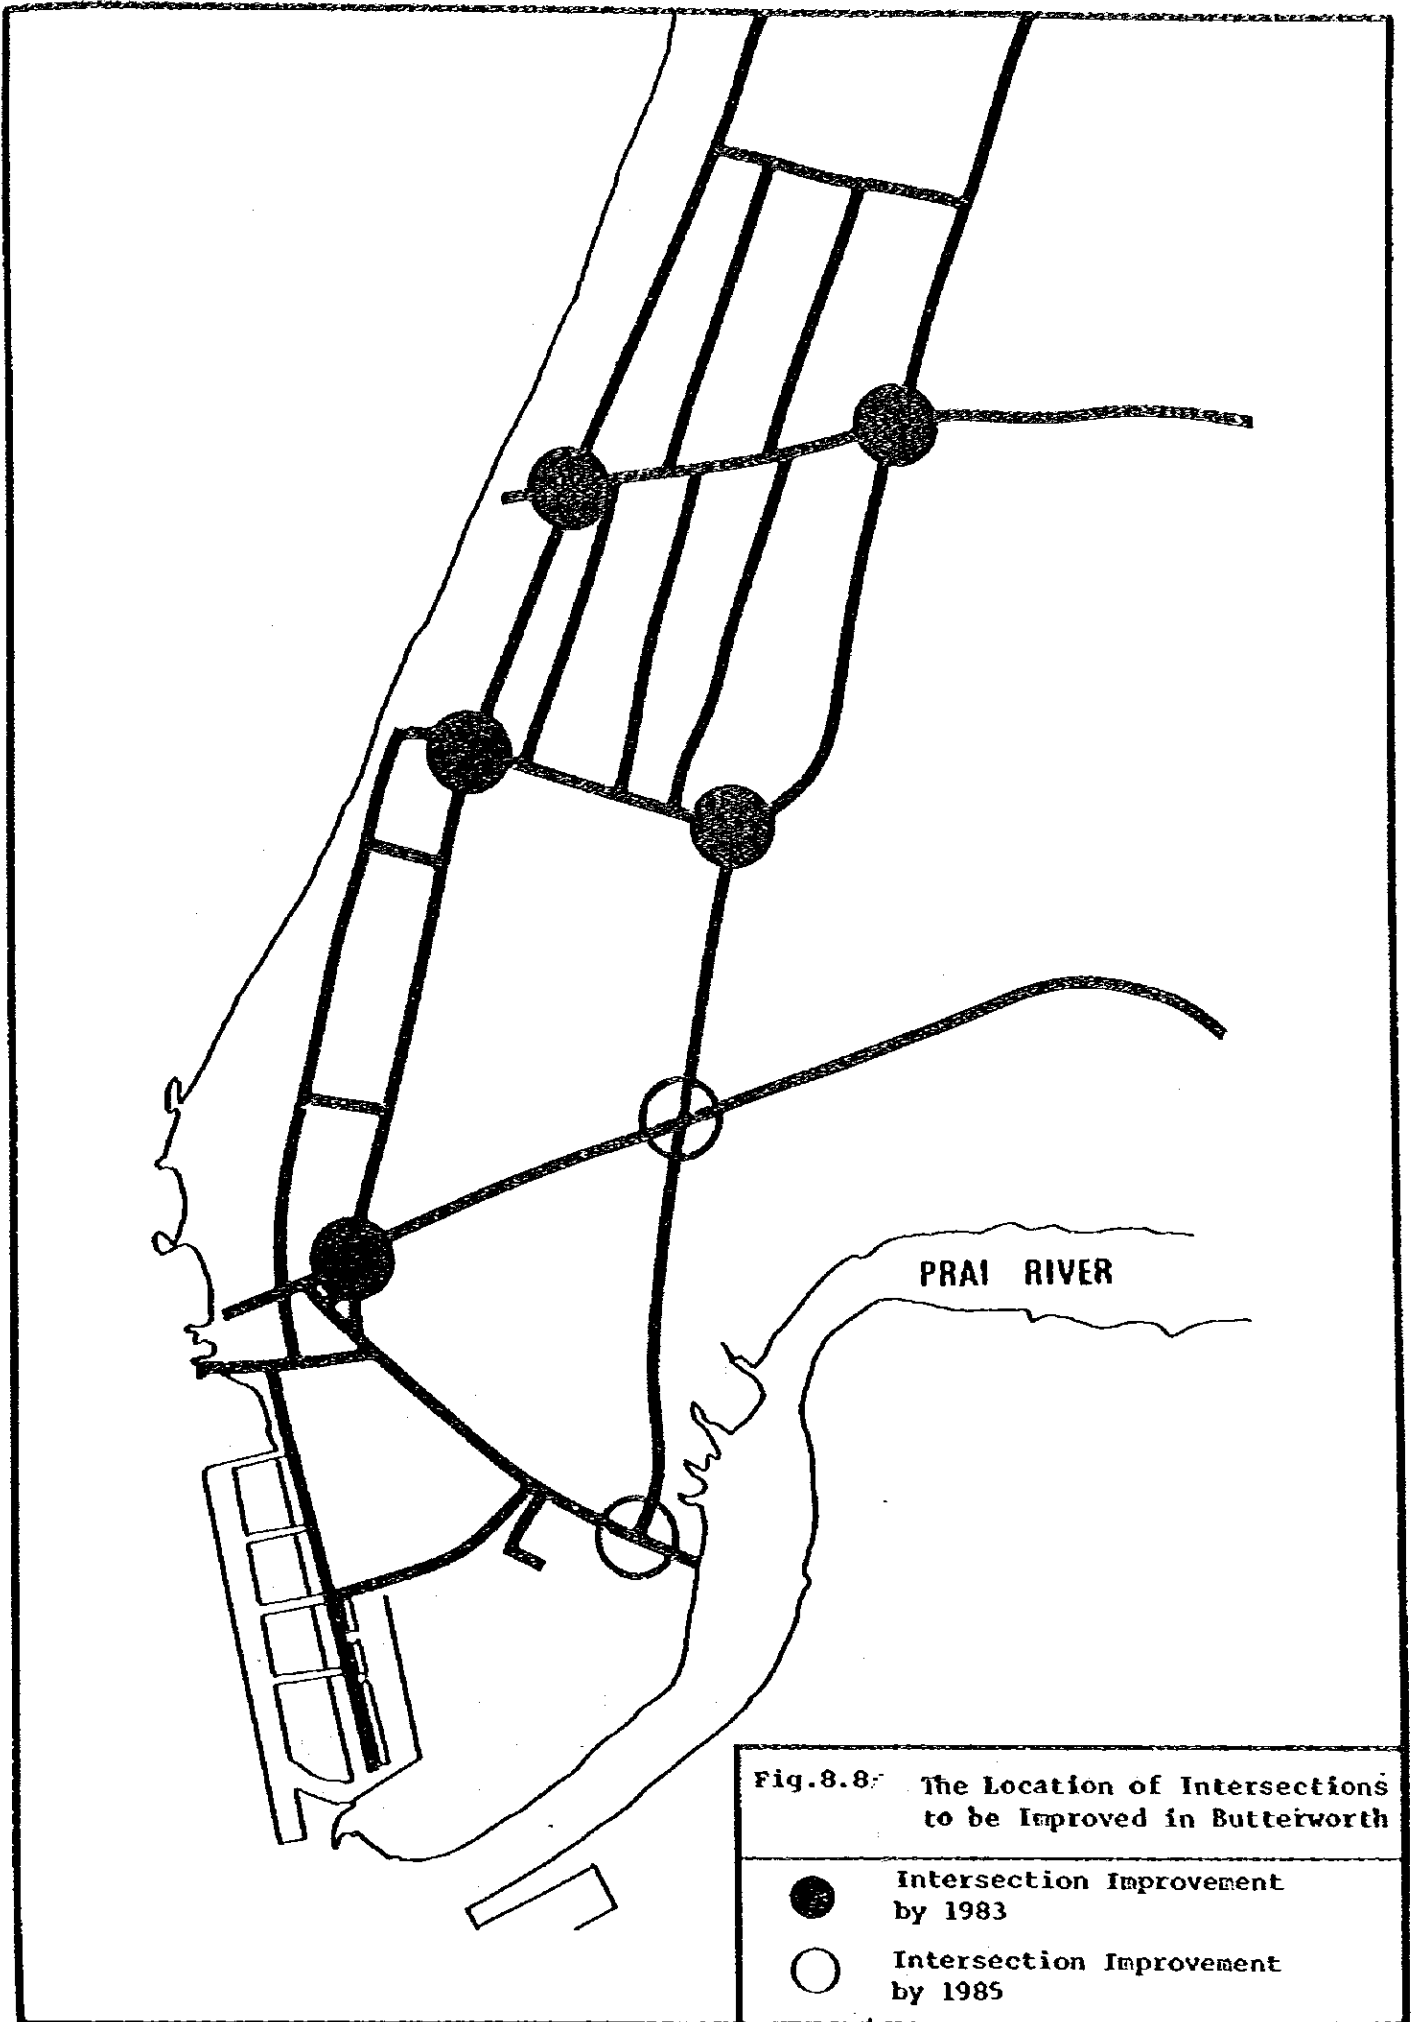 PRAI RIVER
Fig.8.8: The Location of Intersections
to be Improved in Butterworth
Intersection Improvement
by 1983
Intersection Improvement
by 1985